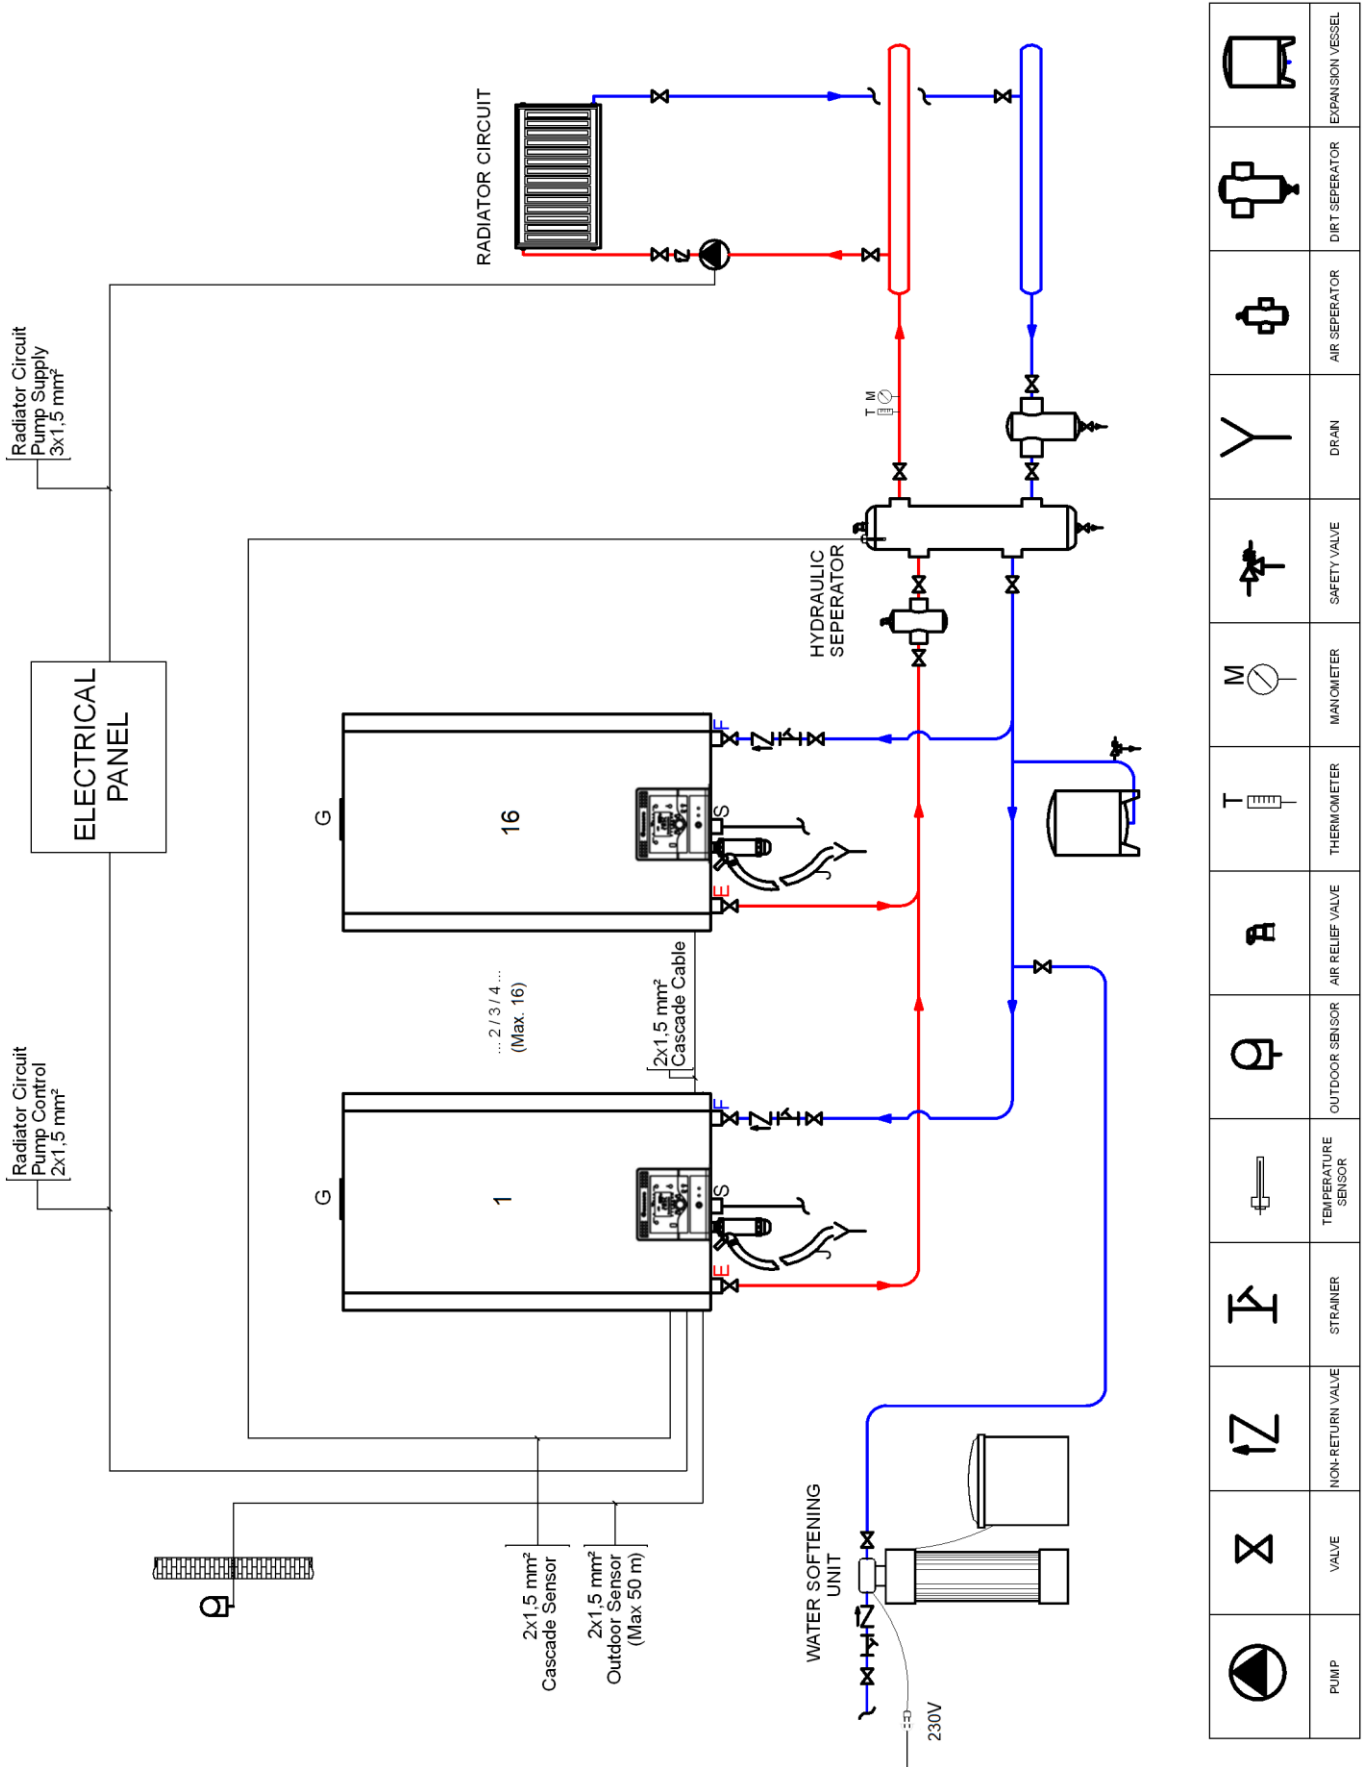 Radiator Circuit
Pump Control
2x1,5 mm²
ELECTRICAL
PANEL
Radiator Circuit
Pump Supply
3x1,5 mm²
2x1,5 mm²
Cascade Sensor
2x1,5 mm²
Outdoor Sensor
(Max 50 m)
G
1
E
S
F
J
... 2 / 3 / 4 ...
(Max. 16)
2x1,5 mm²
Cascade Cable
G
16
E
S
F
J
RADIATOR CIRCUIT
HYDRAULIC
SEPERATOR
T M
WATER SOFTENING
UNIT
230V
PUMP
VALVE
NON-RETURN VALVE
STRAINER
TEMPERATURE
SENSOR
OUTDOOR SENSOR
AIR RELIEF VALVE
T
THERMOMETER
M
MANOMETER
SAFETY VALVE
DRAIN
AIR SEPERATOR
DIRT SEPERATOR
EXPANSION VESSEL